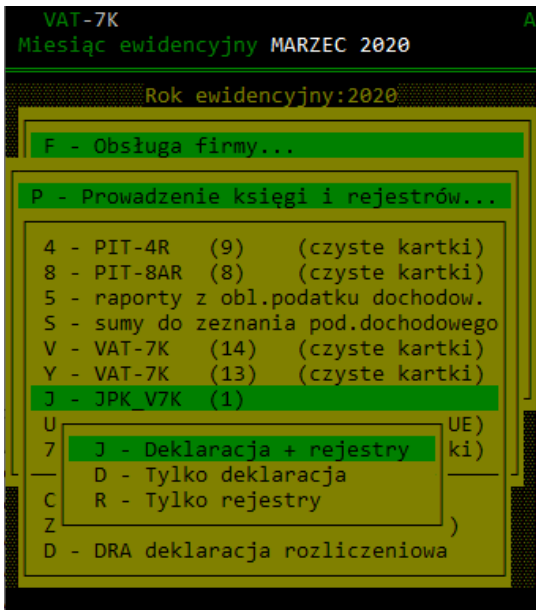 VAT-7K A
Miesiąc ewidencyjny MARZEC 2020
Rok ewidencyjny:2020
F - Obsługa firmy...
P - Prowadzenie księgi i rejestrów...
4 - PIT-4R (9) (czyste kartki)
8 - PIT-8AR (8) (czyste kartki)
5 - raporty z obl.podatku dochodow.
S - sumy do zeznania pod.dochodowego
V - VAT-7K (14) (czyste kartki)
Y - VAT-7K (13) (czyste kartki)
J - JPK_V7K (1)
U UE)
7 J - Deklaracja + rejestry ki)
D - Tylko deklaracja
C R - Tylko rejestry
Z )
D - DRA deklaracja rozliczeniowa